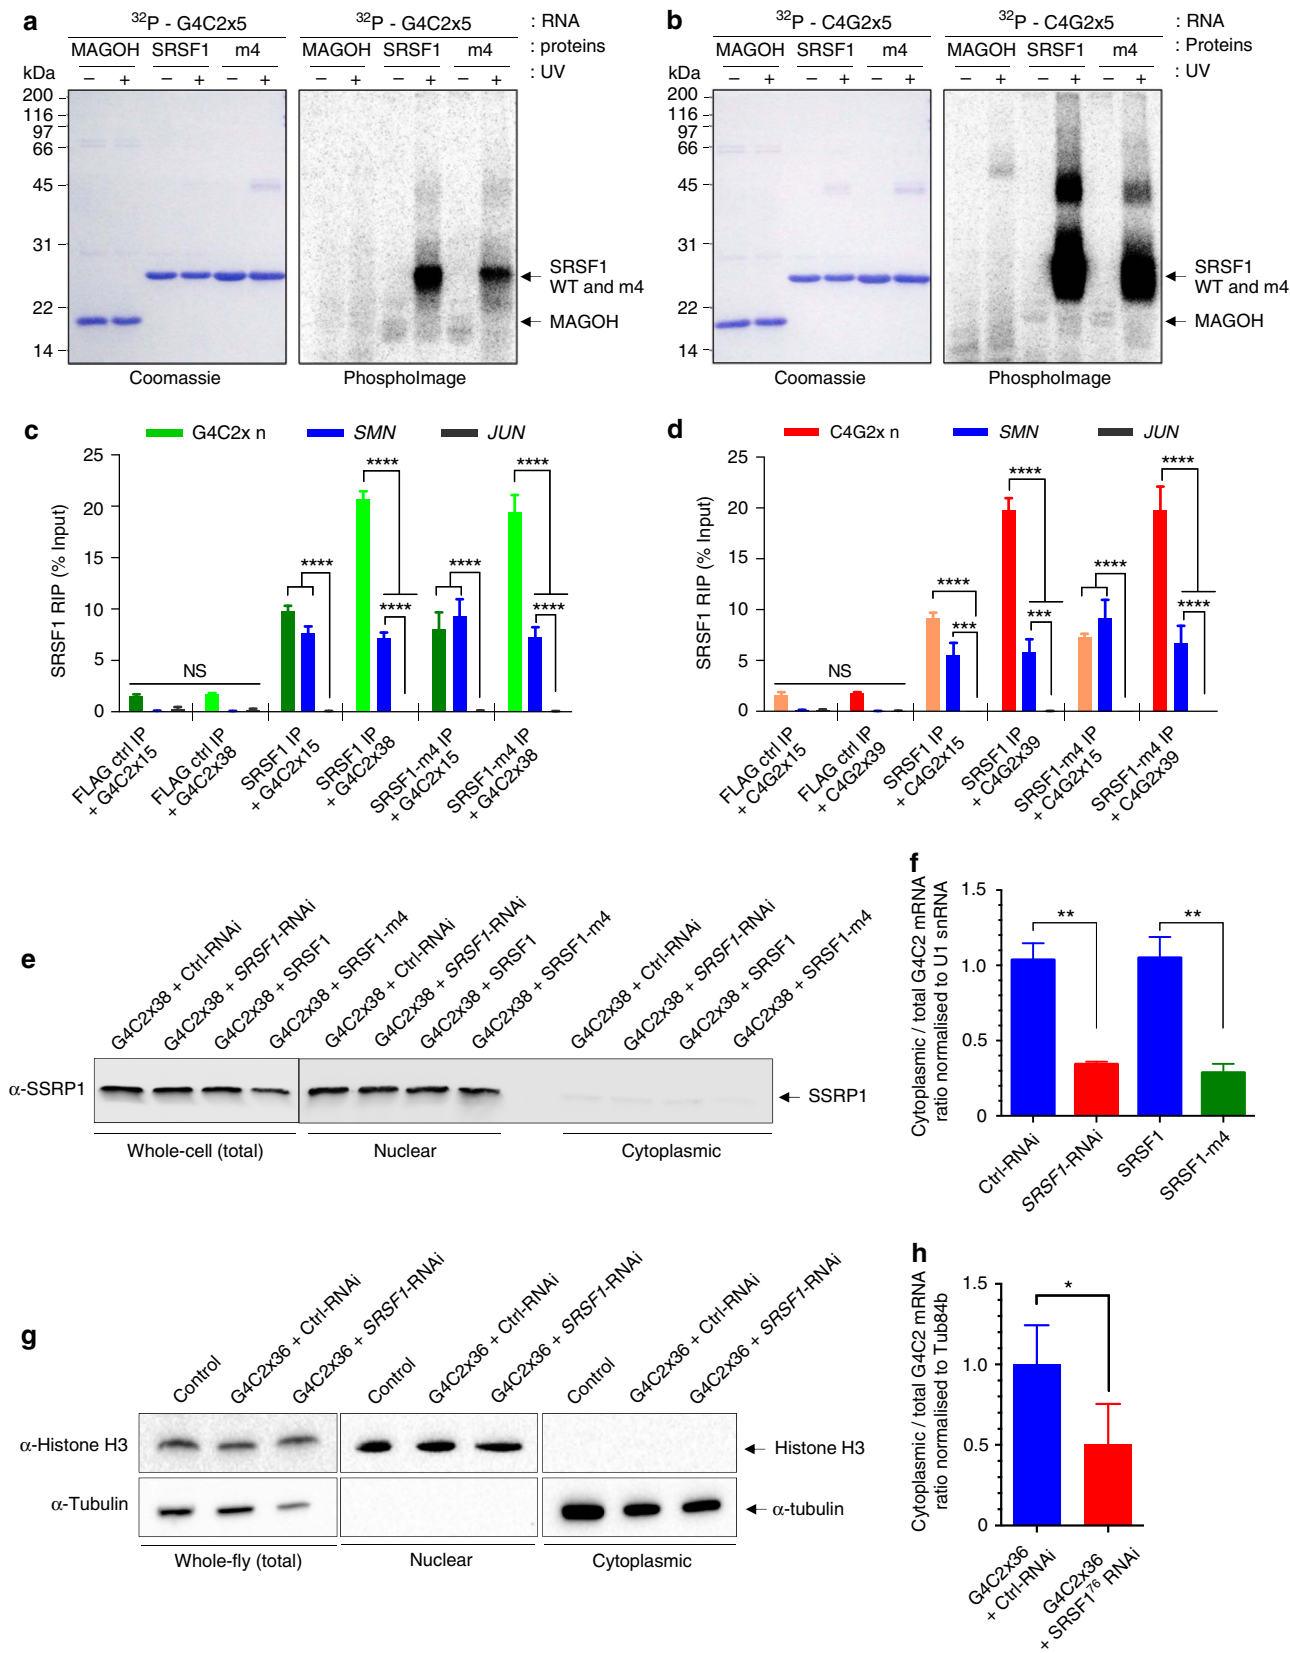 a
32P - G4C2x5
32P - G4C2x5
: RNA
MAGOH SRSF1 m4
MAGOH SRSF1 m4
: proteins
kDa
− + − + − +
− + − + − +
: UV
200
116
97
66
45
31
22
14
SRSF1
WT and m4
MAGOH
Coomassie
PhosphoImage
b
32P - C4G2x5
32P - C4G2x5
: RNA
MAGOH SRSF1 m4
MAGOH SRSF1 m4
: Proteins
kDa
− + − + − +
− + − + − +
: UV
200
116
97
66
45
31
22
14
SRSF1
WT and m4
MAGOH
Coomassie
PhosphoImage
c
G4C2x n
SMN
JUN
SRSF1 RIP (% Input)
25
20
15
10
5
0
NS
****
****
****
****
****
****
FLAG ctrl IP
+ G4C2x15
FLAG ctrl IP
+ G4C2x38
SRSF1 IP
+ G4C2x15
SRSF1 IP
+ G4C2x38
SRSF1-m4 IP
+ G4C2x15
SRSF1-m4 IP
+ G4C2x38
d
C4G2x n
SMN
JUN
SRSF1 RIP (% Input)
25
20
15
10
5
0
NS
****
***
****
***
****
****
****
FLAG ctrl IP
+ C4G2x15
FLAG ctrl IP
+ C4G2x39
SRSF1 IP
+ C4G2x15
SRSF1 IP
+ C4G2x39
SRSF1-m4 IP
+ C4G2x15
SRSF1-m4 IP
+ C4G2x39
e
G4C2x38 + Ctrl-RNAi
G4C2x38 + SRSF1-RNAi
G4C2x38 + SRSF1
G4C2x38 + SRSF1-m4
G4C2x38 + Ctrl-RNAi
G4C2x38 + SRSF1-RNAi
G4C2x38 + SRSF1
G4C2x38 + SRSF1-m4
G4C2x38 + Ctrl-RNAi
G4C2x38 + SRSF1-RNAi
G4C2x38 + SRSF1
G4C2x38 + SRSF1-m4
α-SSRP1
SSRP1
Whole-cell (total)
Nuclear
Cytoplasmic
f
Cytoplasmic / total G4C2 mRNA
ratio normalised to U1 snRNA
1.5
1.0
0.5
0
**
**
Ctrl-RNAi
SRSF1-RNAi
SRSF1
SRSF1-m4
g
Control
G4C2x36 + Ctrl-RNAi
G4C2x36 + SRSF1-RNAi
Control
G4C2x36 + Ctrl-RNAi
G4C2x36 + SRSF1-RNAi
Control
G4C2x36 + Ctrl-RNAi
G4C2x36 + SRSF1-RNAi
α-Histone H3
Histone H3
α-Tubulin
α-tubulin
Whole-fly (total)
Nuclear
Cytoplasmic
h
Cytoplasmic / total G4C2 mRNA
ratio normalised to Tub84b
1.5
1.0
0.5
0
*
G4C2x36
+ Ctrl-RNAi
G4C2x36
+ SRSF176 RNAi